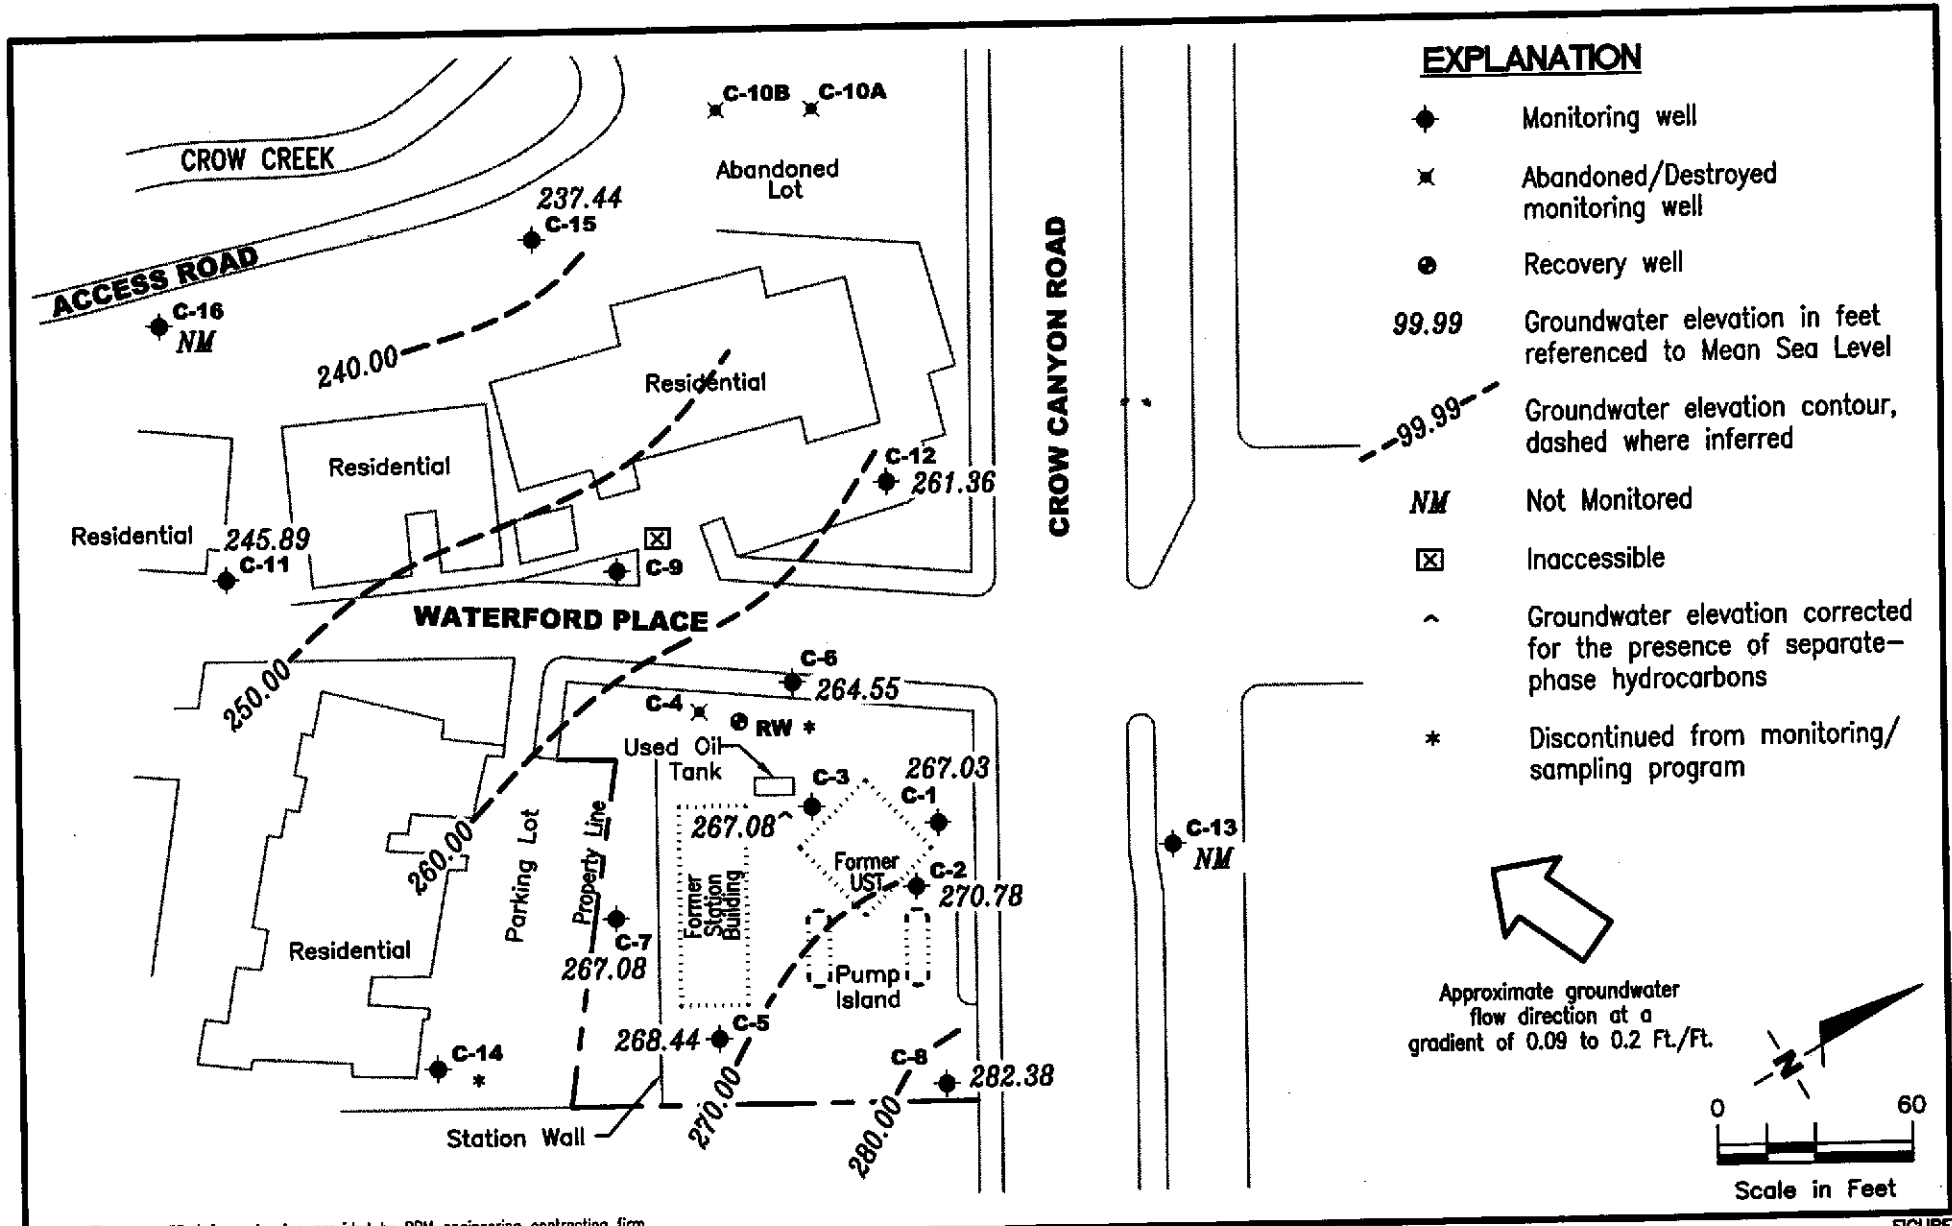 EXPLANATION
Monitoring well
Abandoned/Destroyed
monitoring well
Recovery well
99.99
Groundwater elevation in feet
referenced to Mean Sea Level
99.99
Groundwater elevation contour,
dashed where inferred
NM
Not Monitored
Inaccessible
^
Groundwater elevation corrected
for the presence of separate-
phase hydrocarbons
*
Discontinued from monitoring/
sampling program
C-10B
C-10A
CROW CREEK
Abandoned
Lot
237.44
C-15
ACCESS ROAD
C-16
NM
240.00
Residential
CROW CANYON ROAD
Residential
C-12
261.36
Residential
245.89
C-11
C-9
WATERFORD PLACE
250.00
C-6
264.55
C-4
RW *
Used Oil
Tank
C-3
267.03
C-1
267.08^
260.00
Parking Lot
Property Line
Former
Station
Building
Former
UST
C-2
270.78
C-13
NM
C-7
267.08
Residential
Pump
Island
C-5
268.44
C-14
*
C-8
282.38
270.00
280.00
Station Wall
Approximate groundwater
flow direction at a
gradient of 0.09 to 0.2 Ft./Ft.
N
0 60
Scale in Feet
provided by
engineering contracting firm
FIGURE